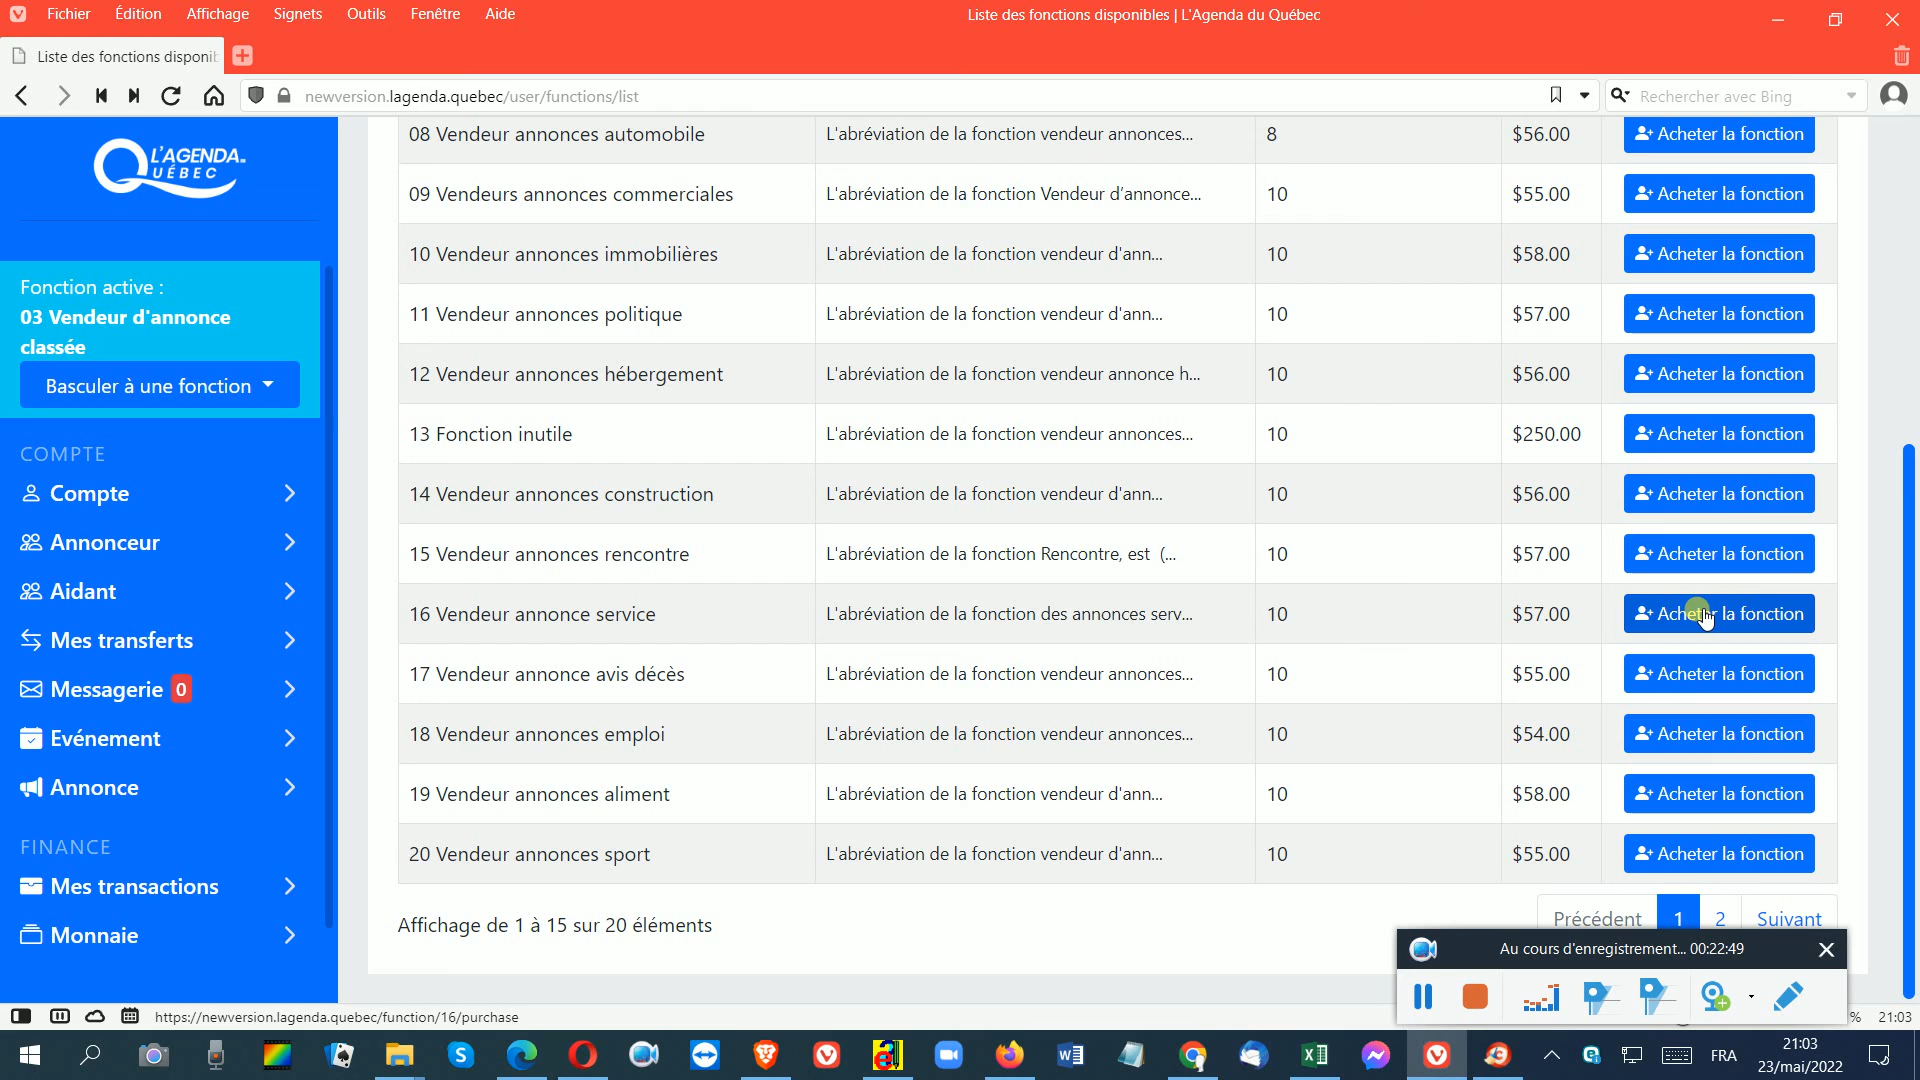 Fichier Édition Affichage Signets Outils Fenêtre Aide
Liste des fonctions disponibles | L'Agenda du Québec
Liste des fonctions disponib
newversion.lagenda.quebec/user/functions/list
Rechercher avec Bing
L'AGENDA
QUÉBEC
Fonction active :
03 Vendeur d'annonce
classée
Basculer à une fonction
COMPTE
Compte
Annonceur
Aidant
Mes transferts
Messagerie 0
Evénement
Annonce
FINANCE
Mes transactions
Monnaie
08 Vendeur annonces automobile L'abréviation de la fonction vendeur annonces... 8 $56.00 Acheter la fonction
09 Vendeurs annonces commerciales L'abréviation de la fonction Vendeur d’annonce... 10 $55.00 Acheter la fonction
10 Vendeur annonces immobilières L'abréviation de la fonction vendeur d'ann... 10 $58.00 Acheter la fonction
11 Vendeur annonces politique L'abréviation de la fonction vendeur d'ann... 10 $57.00 Acheter la fonction
12 Vendeur annonces hébergement L'abréviation de la fonction vendeur annonce h... 10 $56.00 Acheter la fonction
13 Fonction inutile L'abréviation de la fonction vendeur annonces... 10 $250.00 Acheter la fonction
14 Vendeur annonces construction L'abréviation de la fonction vendeur d'ann... 10 $56.00 Acheter la fonction
15 Vendeur annonces rencontre L'abréviation de la fonction Rencontre, est (... 10 $57.00 Acheter la fonction
16 Vendeur annonce service L'abréviation de la fonction des annonces serv... 10 $57.00 Acheter la fonction
17 Vendeur annonce avis décès L'abréviation de la fonction vendeur annonces... 10 $55.00 Acheter la fonction
18 Vendeur annonces emploi L'abréviation de la fonction vendeur annonces... 10 $54.00 Acheter la fonction
19 Vendeur annonces aliment L'abréviation de la fonction vendeur d'ann... 10 $58.00 Acheter la fonction
20 Vendeur annonces sport L'abréviation de la fonction vendeur d'ann... 10 $55.00 Acheter la fonction
Affichage de 1 à 15 sur 20 éléments
Précédent 1 2 Suivant
Au cours d'enregistrement... 00:22:49
https://newversion.lagenda.quebec/function/16/purchase
% 21:03
FRA
21:03
23/mai/2022